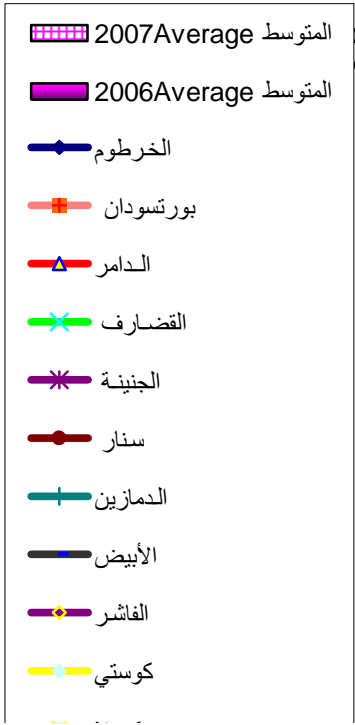 المتوسط 2007Average
المتوسط 2006Average
الخرطوم
بورتسودان
الدامر
القضارف
الجنينة
سنار
الدمازين
الأبيض
الفاشر
كوستي